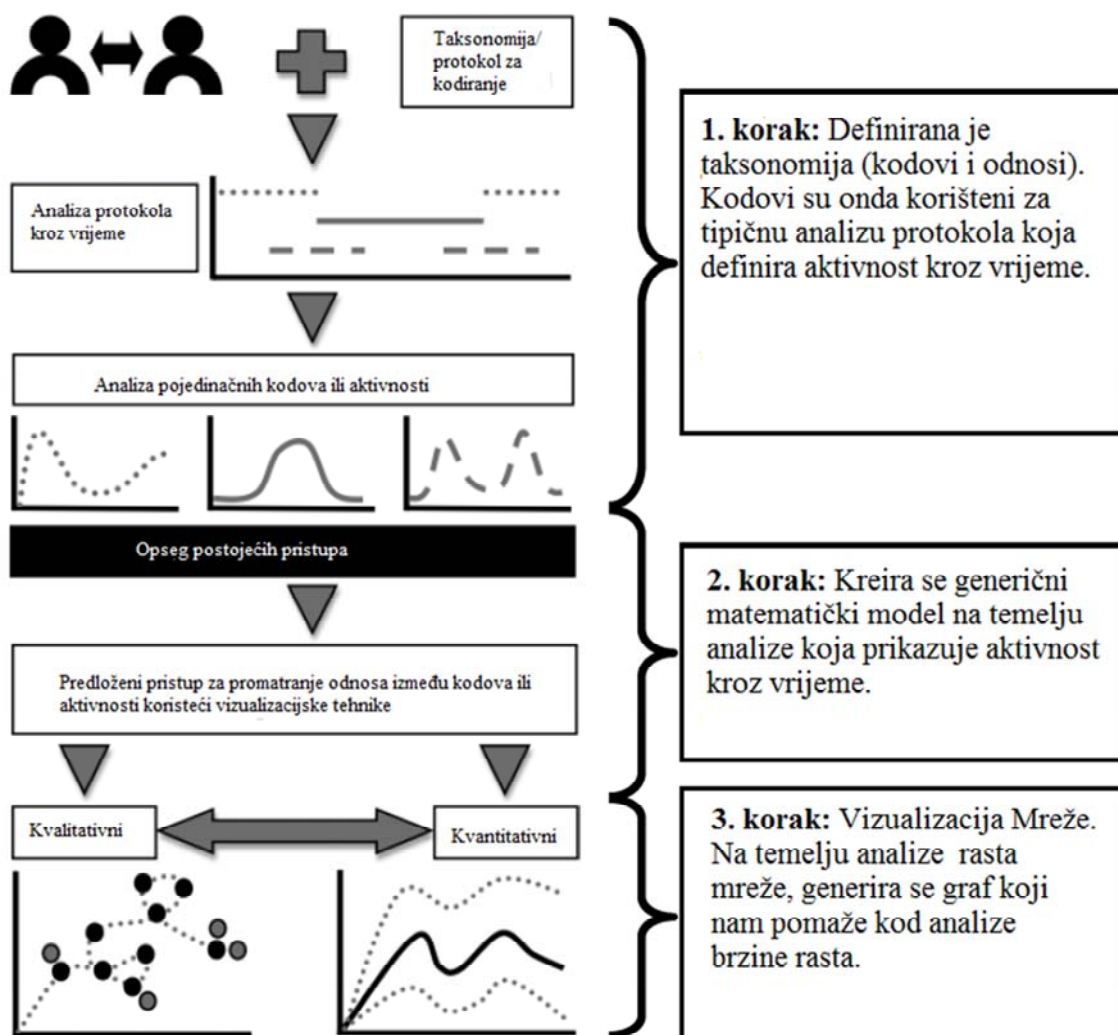 Taksonomija/
protokol za
kodiranje
Analiza protokola
kroz vrijeme
Analiza pojedinačnih kodova ili aktivnosti
Opseg postojećih pristupa
Predloženi pristup za promatranje odnosa između kodova ili
aktivnosti koristeći vizualizacijske tehnike
Kvalitativni
Kvantitativni
1. korak: Definirana je
taksonomija (kodovi i odnosi).
Kodovi su onda korišteni za
tipičnu analizu protokola koja
definira aktivnost kroz vrijeme.
2. korak: Kreira se generični
matematički model na temelju
analize koja prikazuje aktivnost
kroz vrijeme.
3. korak: Vizualizacija Mreže.
Na temelju analize rasta
mreže, generira se graf koji
nam pomaže kod analize
brzine rasta.